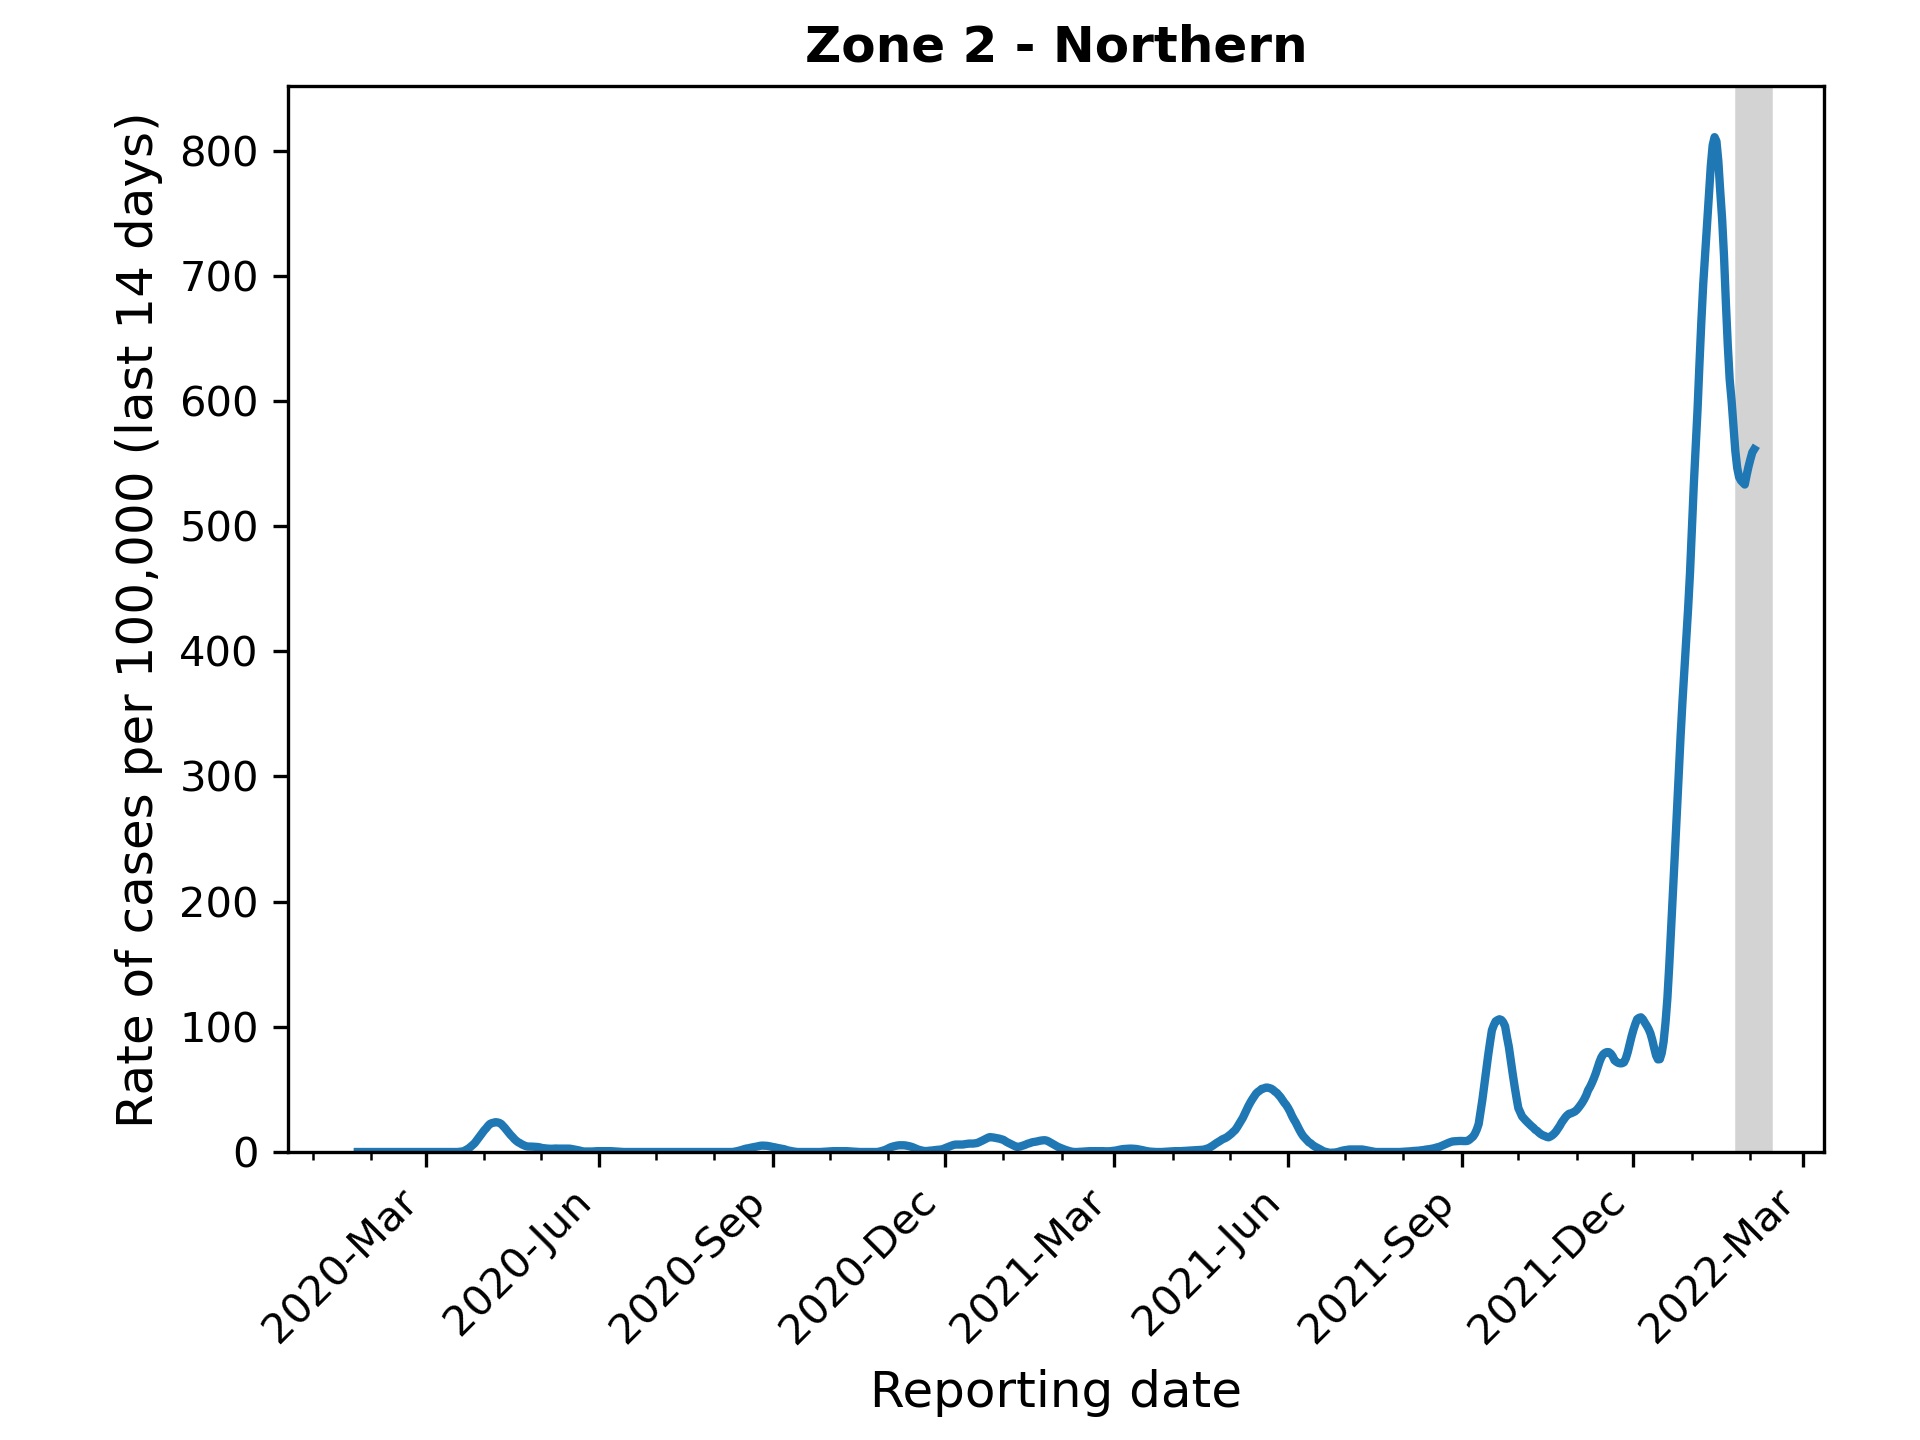 Zone 2 - Northern
Rate of cases per 100,000 (last 14 days)
800
700
600
500
400
300
200
100
0
2020-Mar
2020-Jun
2020-Sep
2020-Dec
2021-Mar
2021-Jun
2021-Sep
2021-Dec
2022-Mar
Reporting date